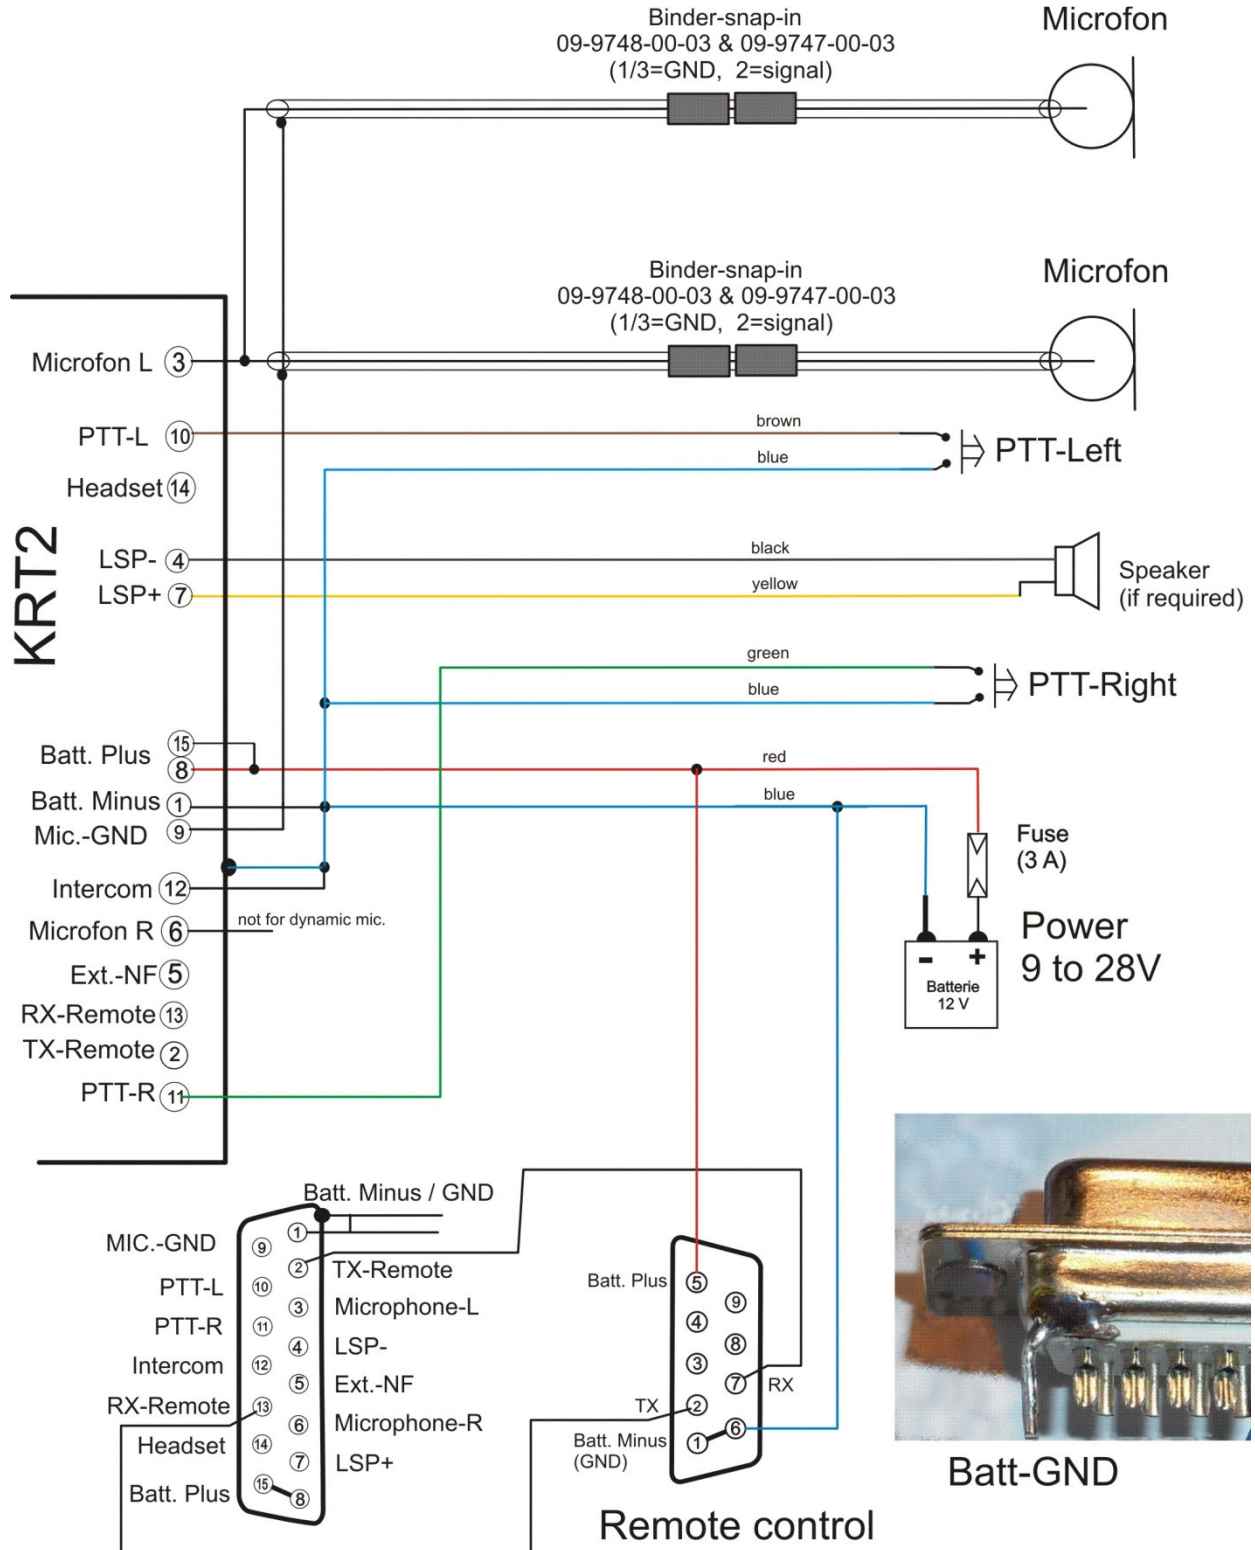 Binder-snap-in
09-9748-00-03 & 09-9747-00-03
(1/3=GND, 2=signal)
Microfon
Binder-snap-in
09-9748-00-03 & 09-9747-00-03
(1/3=GND, 2=signal)
Microfon
KRT2
Microfon L 3
PTT-L 10
brown
blue
PTT-Left
Headset 14
LSP- 4
black
LSP+ 7
yellow
Speaker
(if required)
green
blue
PTT-Right
Batt. Plus
15
8
red
Batt. Minus 1
blue
Mic.-GND 9
Fuse
(3 A)
Intercom 12
Microfon R 6
not for dynamic mic.
Ext.-NF 5
RX-Remote 13
TX-Remote 2
PTT-R 11
Power
9 to 28V
- +
Batterie
12 V
Batt. Minus / GND
1
MIC.-GND 9
2 TX-Remote
PTT-L 10
3 Microphone-L
PTT-R 11
4 LSP-
Intercom 12
5 Ext.-NF
RX-Remote 13
6 Microphone-R
Headset 14
7 LSP+
Batt. Plus 15
8
Batt. Plus 5
9
4
8
3
7 RX
TX 2
6
Batt. Minus 1
(GND)
Remote control
Batt-GND